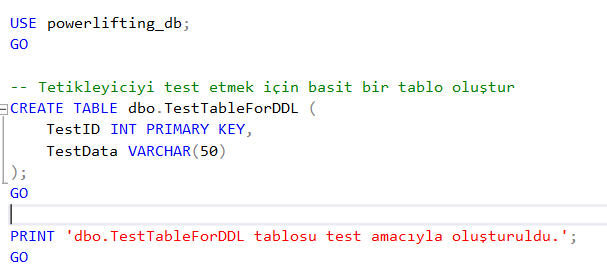 USE powerlifting_db;
GO
-- Tetikleyiciyi test etmek için basit bir tablo oluştur
CREATE TABLE dbo.TestTableForDDL (
TestID INT PRIMARY KEY,
TestData VARCHAR(50)
);
GO
PRINT 'dbo.TestTableForDDL tablosu test amacıyla oluşturuldu.';
GO